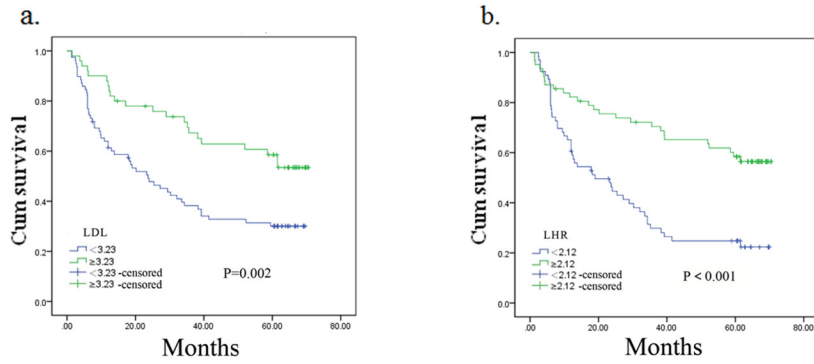 a.
1.0
0.8
0.6
0.4
0.2
0.0
Cum survival
LDL
<3.23
≥3.23
<3.23 -censored
≥3.23 -censored
P=0.002
.00 20.00 40.00 60.00 80.00
Months
b.
1.0
0.8
0.6
0.4
0.2
0.0
Cum survival
LHR
<2.12
≥2.12
<2.12 -censored
≥2.12 -censored
P < 0.001
.00 20.00 40.00 60.00 80.00
Months